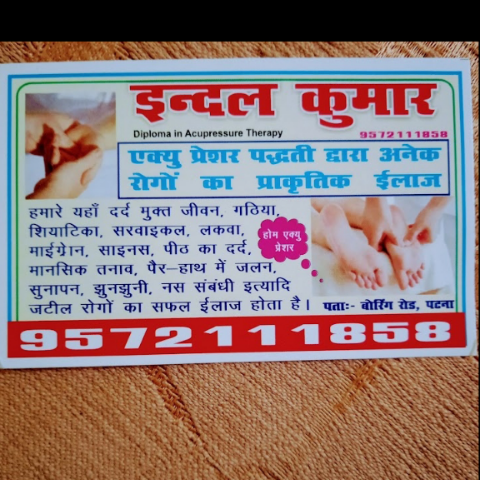 इन्दल कुमार
Diploma in Acupressure Therapy
9572111858
एक्यु प्रेशर पद्धती द्वारा अनेक
रोगों का प्राकृतिक ईलाज
हमारे यहाँ दर्द मुक्त जीवन, गठिया,
शियाटिका, सरवाइकल, लकवा,
माईग्रेन, साइनस, पीठ का दर्द,
मानसिक तनाव, पैर–हाथ में जलन,
सुनापन, झुनझुनी, नस संबंधी इत्यादि
जटील रोगों का सफल ईलाज होता है।
होम एक्यु
प्रेशर
पताः- बोरिंग रोड, पटना
9572111858